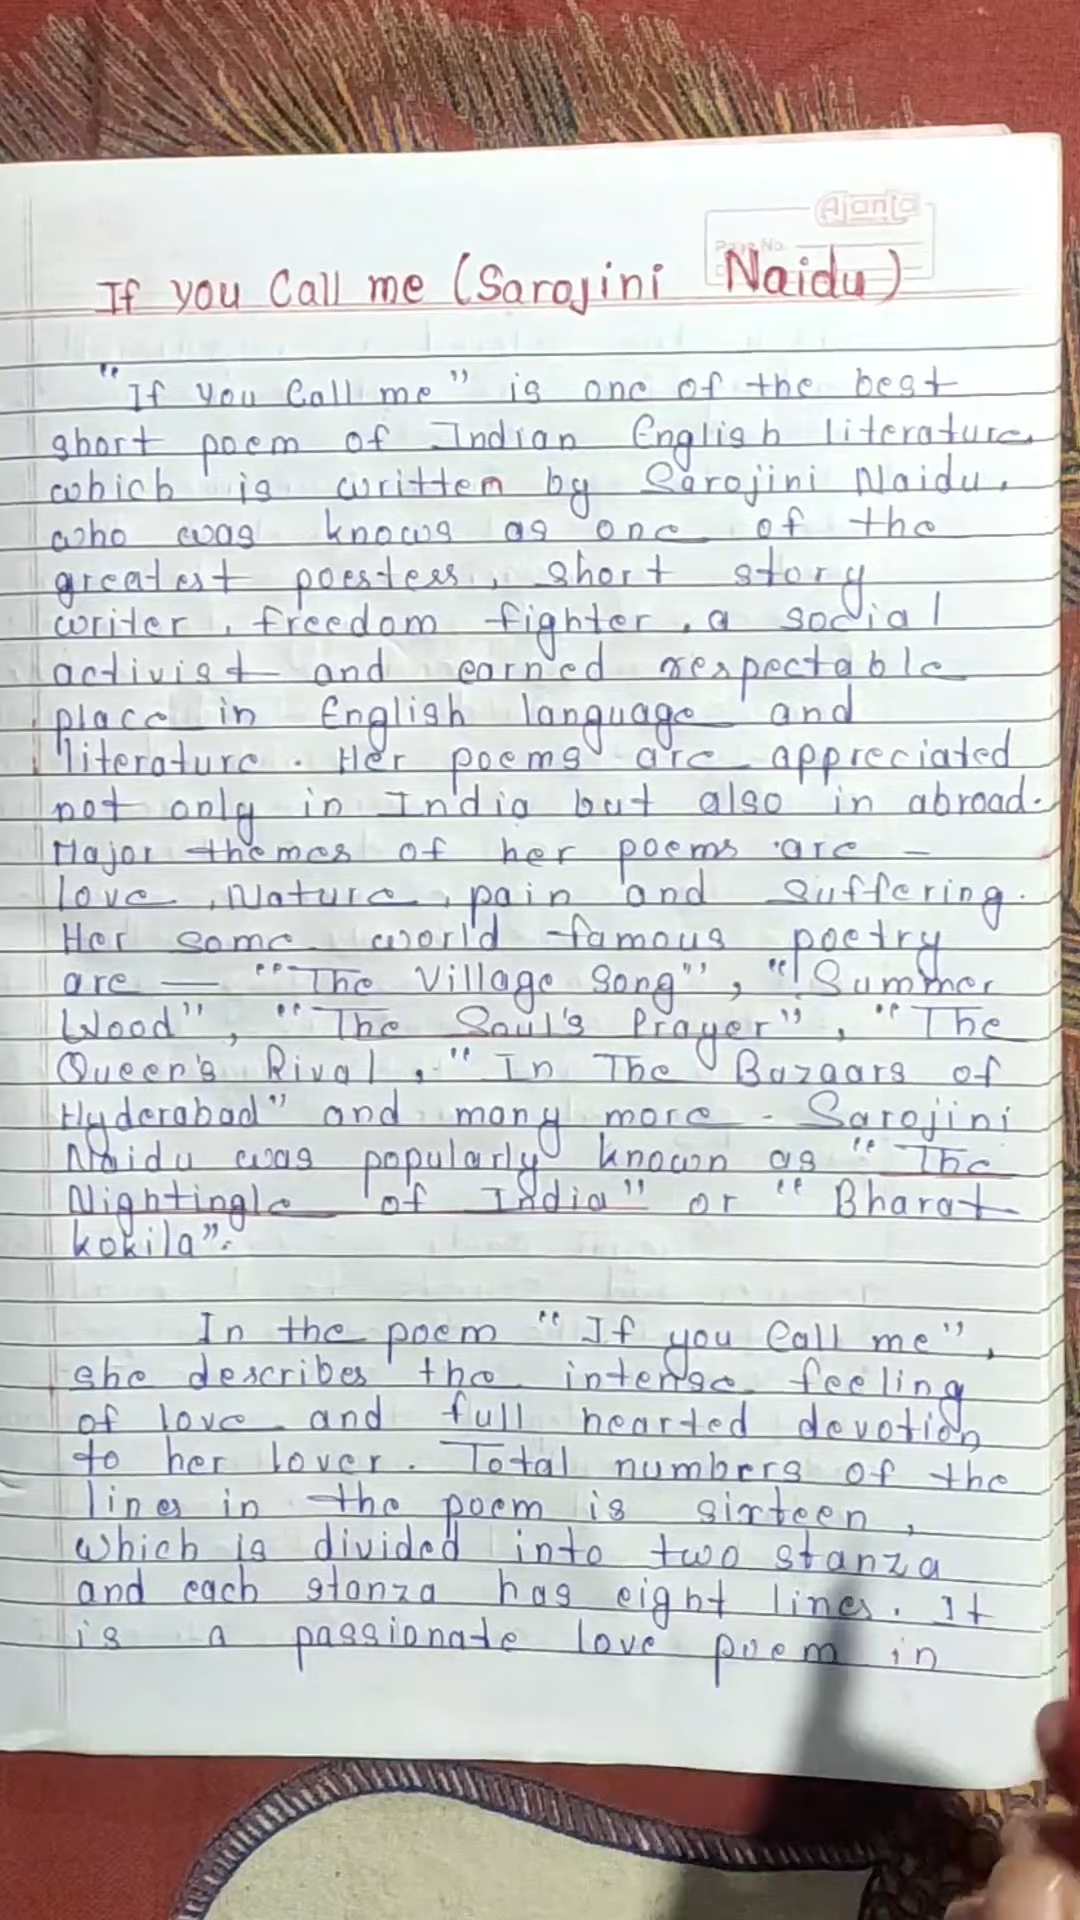 Ajanta
Page No.
If you Call me (Sarojini Naidu)
"If you Call me" is one of the best
short poem of Indian English literature
which is written by Sarojini Naidu,
who was knows as one of the
greatest poestess, short story
writer, freedom fighter, a social
activist and earned respectable
place in English language and
literature. Her poems are appreciated
not only in India but also in abroad.
Major themes of her poems are -
love, Nature, pain and suffering.
Her some world famous poetry
are — "The Village Song", "Summer
Wood", "The Soul's Prayer", "The
Queen's Rival, "In The Bazaars of
Hyderabad" and many more - Sarojini
Naidu was popularly known as "The
Nightingle of India" or "Bharat
kokila".
In the poem "If you Call me",
she describes the intense feeling
of love and full hearted devotion
to her lover. Total numbers of the
lines in the poem is sixteen,
which is divided into two stanza
and each stanza has eight lines. It
is a passionate love poem in